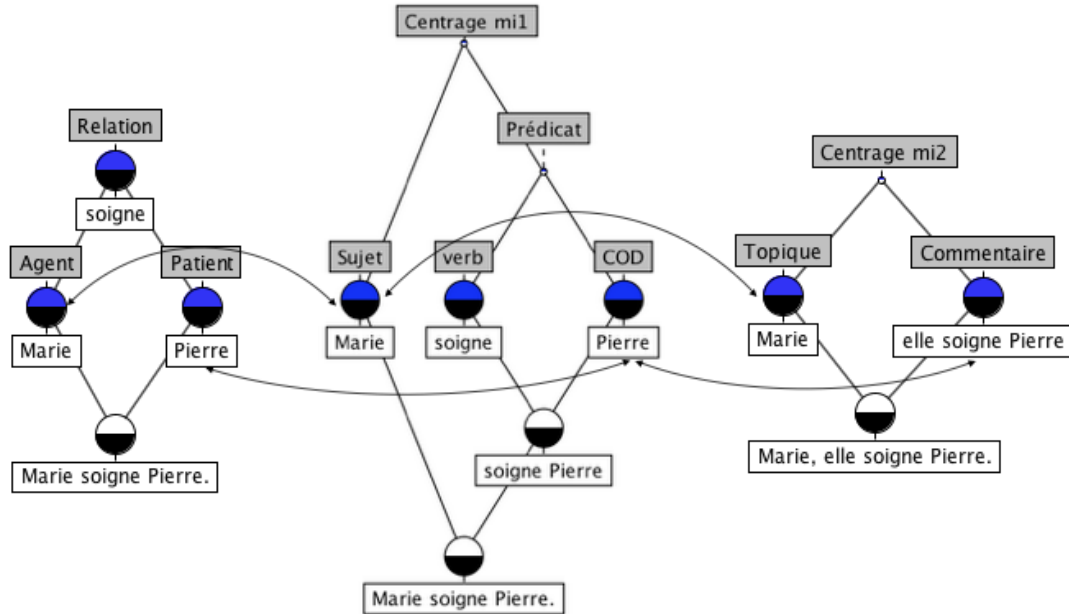 Centrage mi1
Relation
Prédicat
Centrage mi2
soigne
Agent
Patient
Sujet
verb
COD
Topique
Commentaire
Marie
Pierre
Marie
soigne
Pierre
Marie
elle soigne Pierre
Marie soigne Pierre.
soigne Pierre
Marie, elle soigne Pierre.
Marie soigne Pierre.